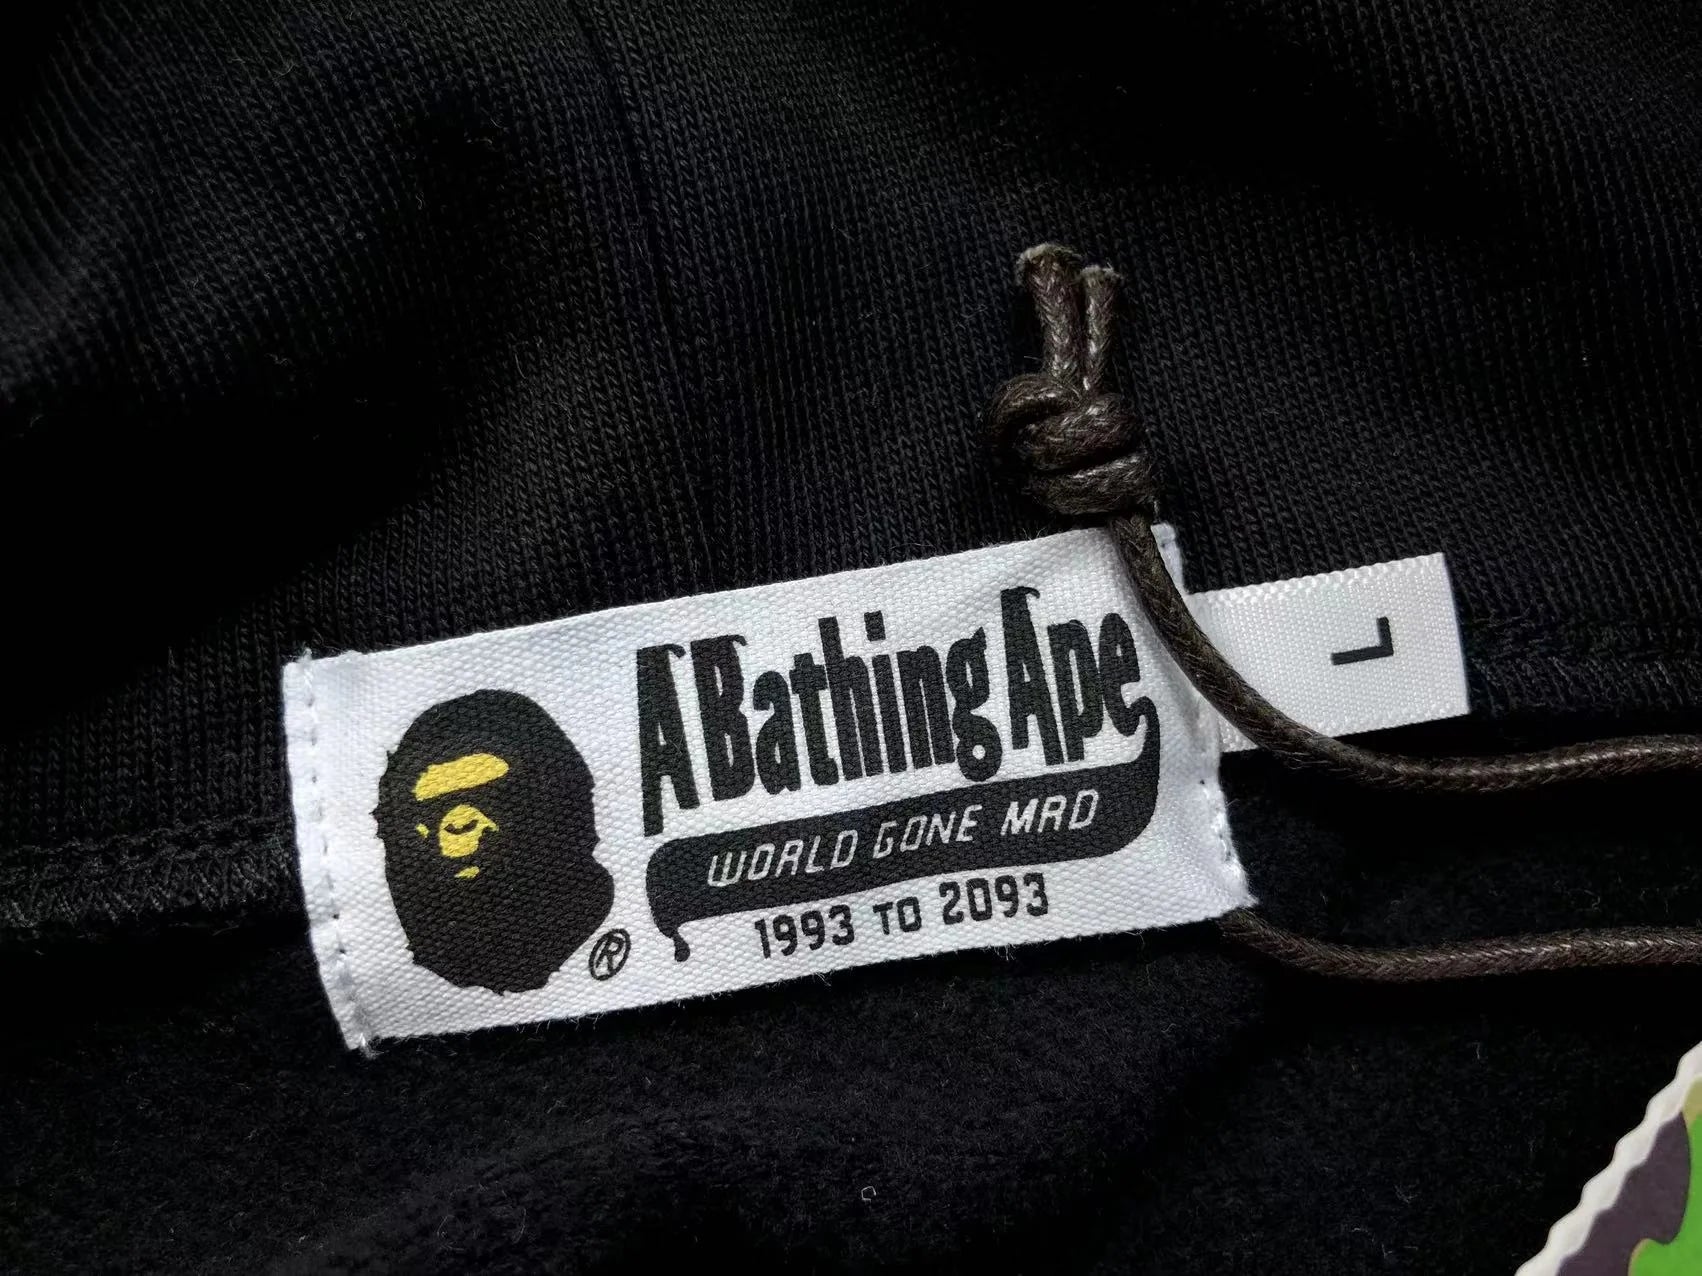 A Bathing Ape
WORLD GONE MAD
1993 TO 2093
®
L